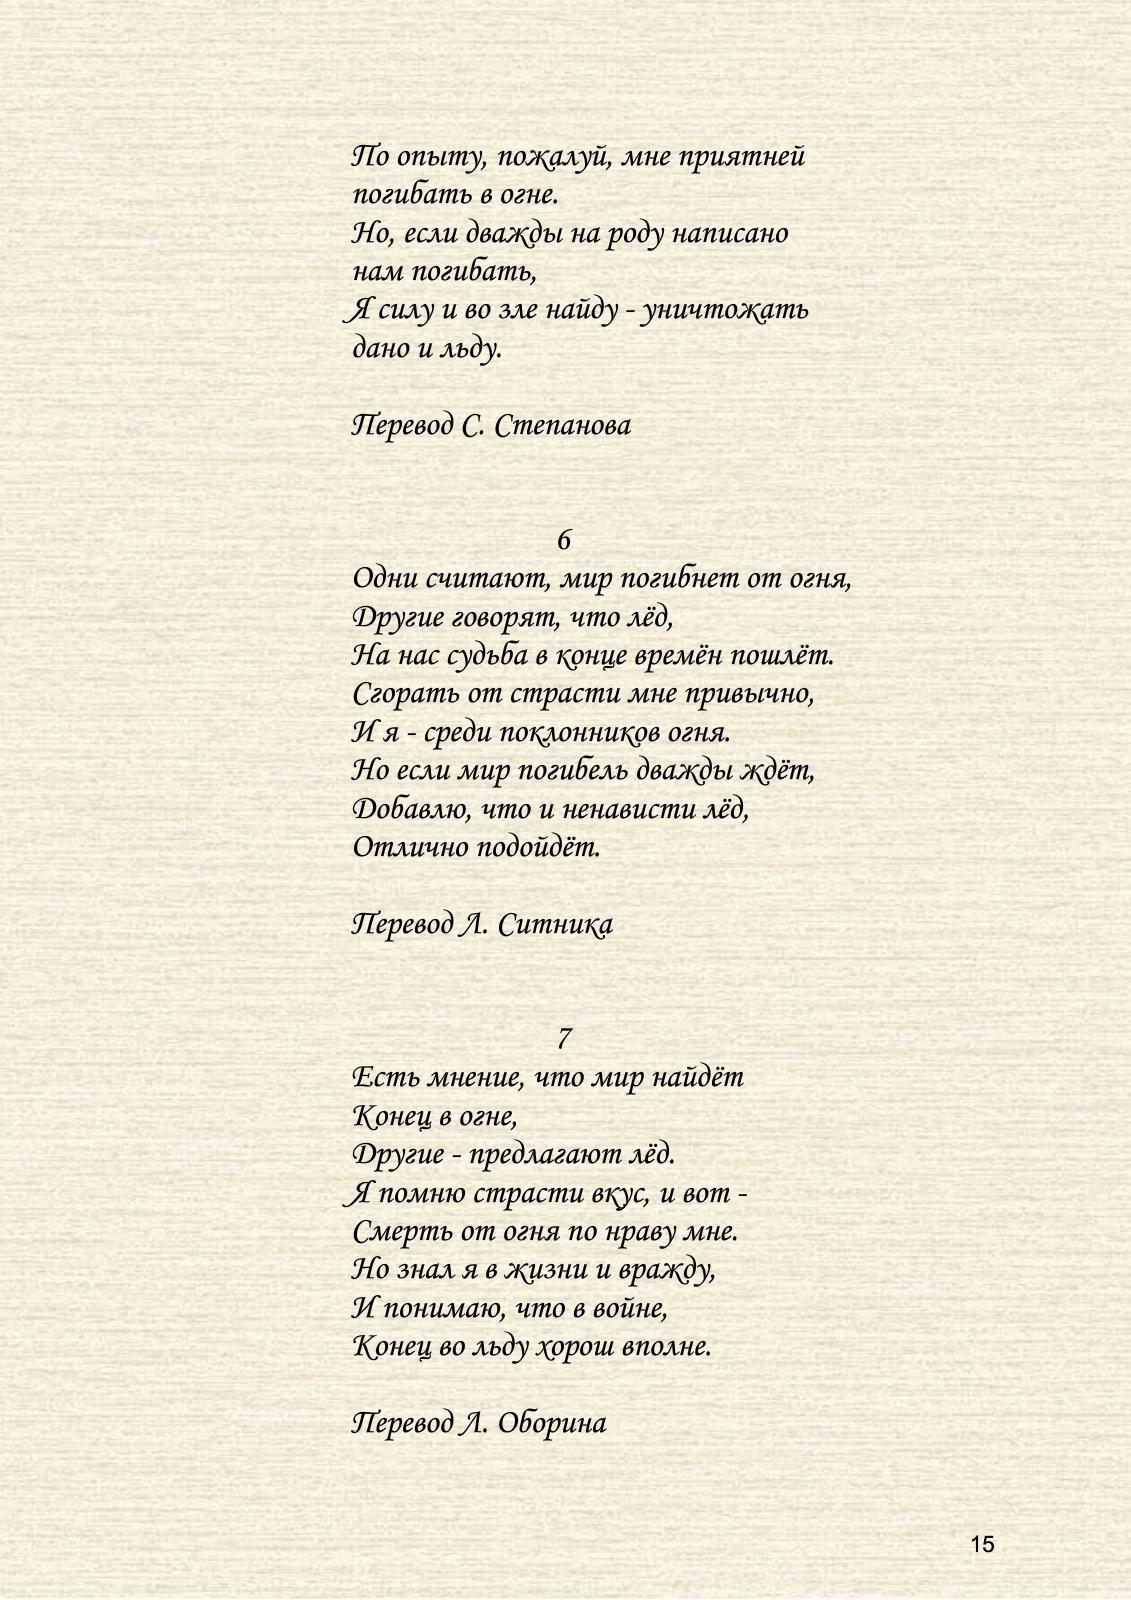 По опыту, пожалуй, мне приятней
погибать в огне.
Но, если дважды на роду написано
нам погибать,
Я силу и во зле найду - уничтожать
дано и льду.
Перевод С. Степанова
6
Одни считают, мир погибнет от огня,
Другие говорят, что лёд,
На нас судьба в конце времён пошлёт.
Сгорать от страсти мне привычно,
И я - среди поклонников огня.
Но если мир погибель дважды ждёт,
Добавлю, что и ненависти лёд,
Отлично подойдёт.
Перевод Л. Ситника
7
Есть мнение, что мир найдёт
Конец в огне,
Другие - предлагают лёд.
Я помню страсти вкус, и вот -
Смерть от огня по нраву мне.
Но знал я в жизни и вражду,
И понимаю, что в войне,
Конец во льду хорош вполне.
Перевод Л. Оборина
15